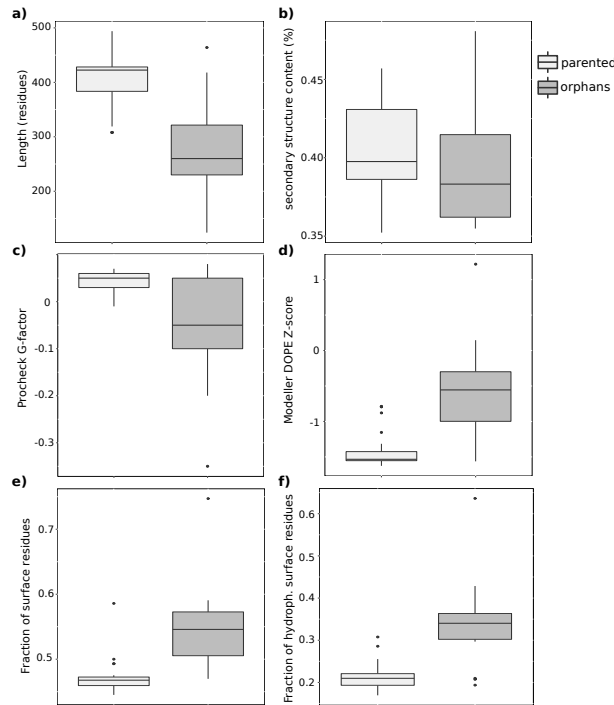 a)
Length (residues)
500
400
300
200
b)
secondary structure content (%)
0.45
0.40
0.35
parented
orphans
c)
Procheck G-factor
0
-0.1
-0.2
-0.3
d)
Modeller DOPE Z-score
1
0
-1
e)
Fraction of surface residues
0.7
0.6
0.5
f)
Fraction of hydroph. surface residues
0.6
0.5
0.4
0.3
0.2